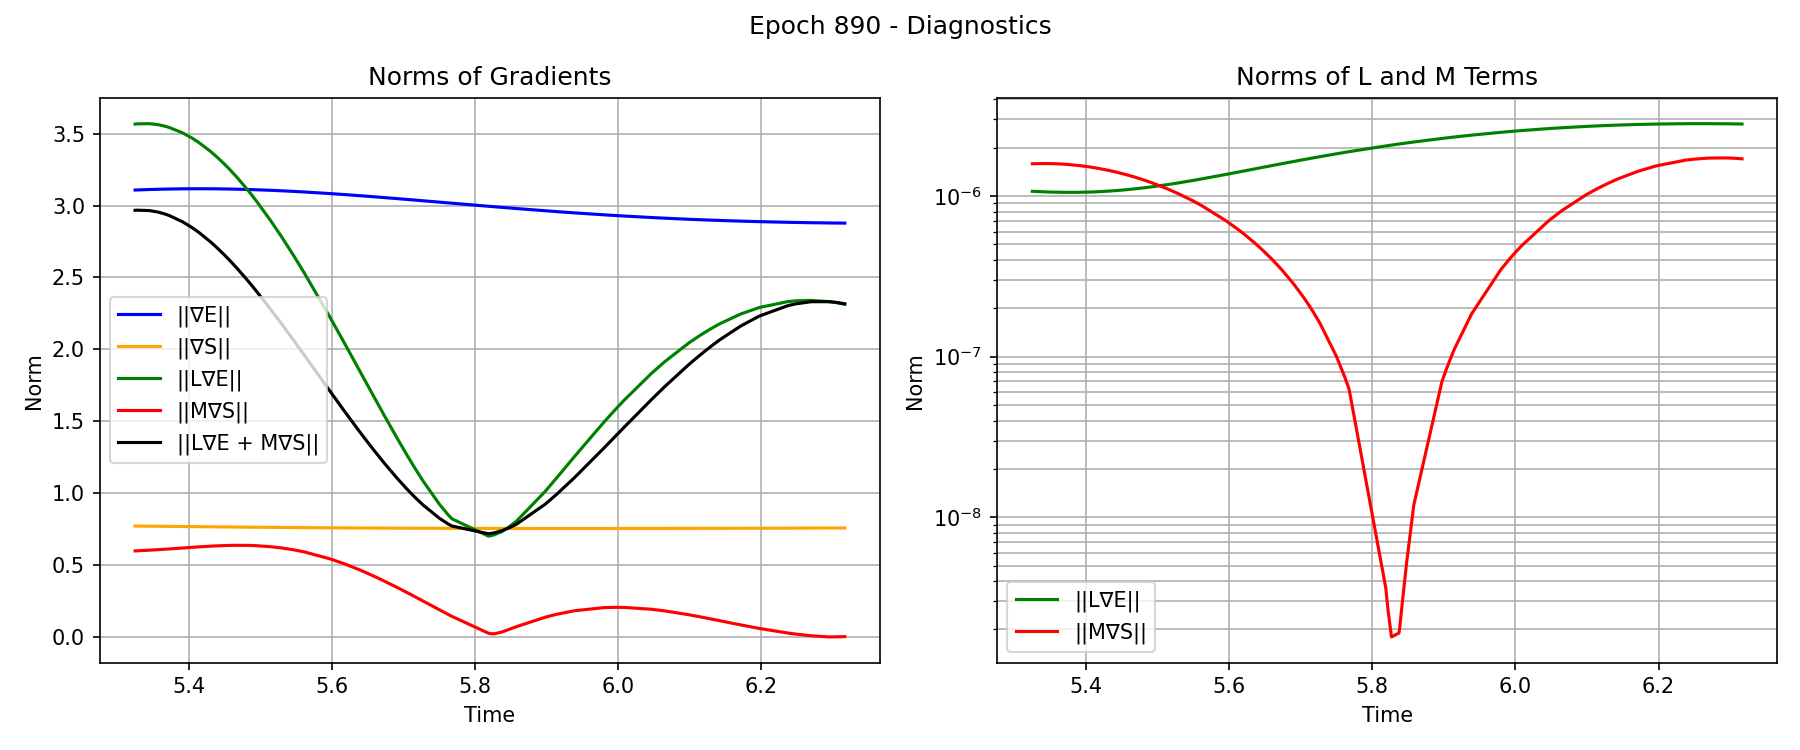 Epoch 890 - Diagnostics
Norms of Gradients
Norm
3.5
3.0
2.5
2.0
1.5
1.0
0.5
0.0
||∇E||
||∇S||
||L∇E||
||M∇S||
||L∇E + M∇S||
5.4 5.6 5.8 6.0 6.2
Time
Norms of L and M Terms
Norm
10⁻⁶
10⁻⁷
10⁻⁸
||L∇E||
||M∇S||
5.4 5.6 5.8 6.0 6.2
Time